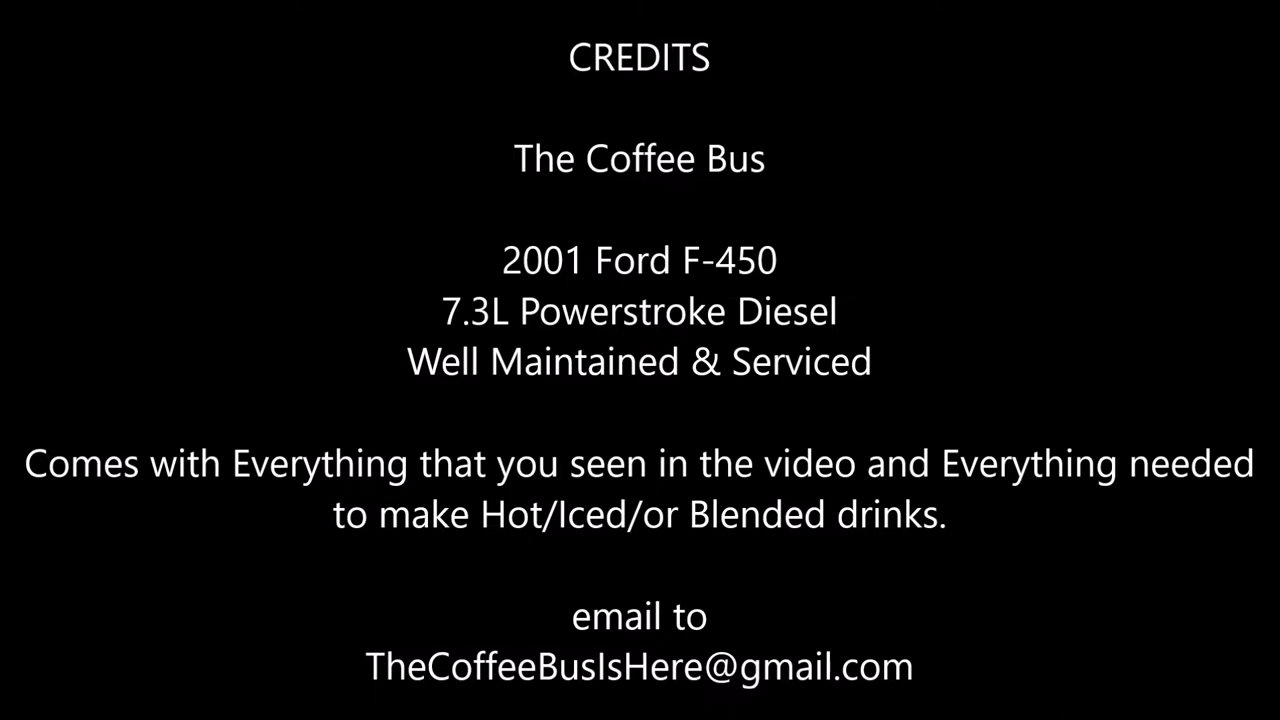 CREDITS
The Coffee Bus
2001 Ford F-450
7.3L Powerstroke Diesel
Well Maintained & Serviced
Comes with Everything that you seen in the video and Everything needed
to make Hot/Iced/or Blended drinks.
email to
TheCoffeeBusIsHere@gmail.com